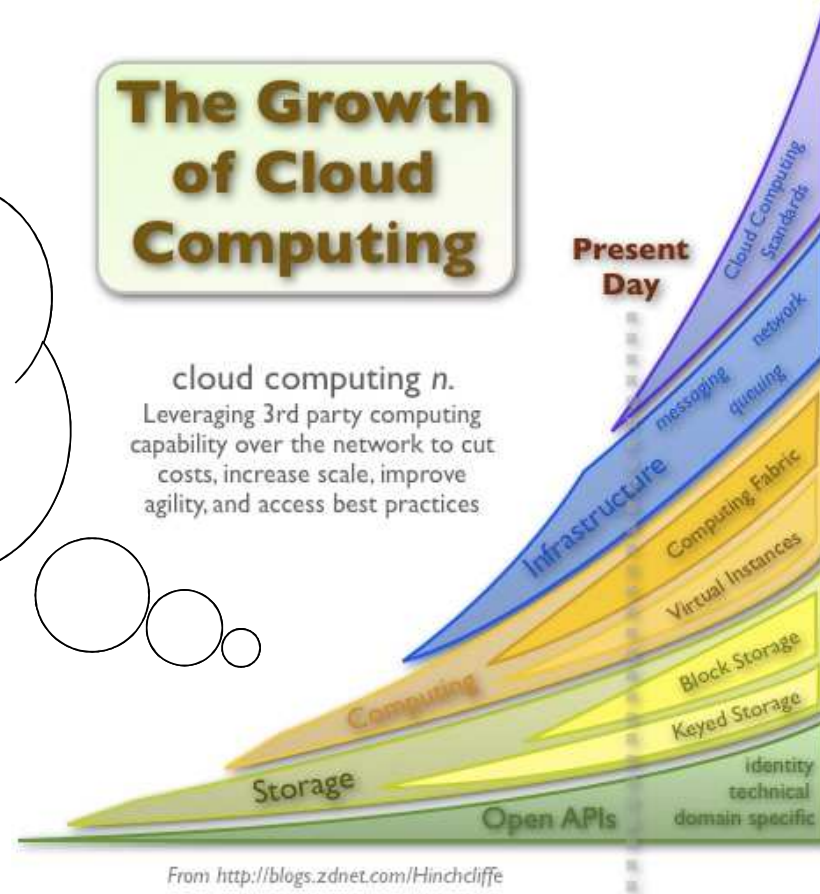 The Growth
of Cloud
Computing
cloud computing n.
Leveraging 3rd party computing
capability over the network to cut
costs, increase scale, improve
agility, and access best practices
Present
Day
Cloud Computing
Standards
network
messaging
queuing
Infrastructure
Computing Fabric
Virtual Instances
Computing
Block Storage
Keyed Storage
Storage
identity
technical
domain specific
Open APIs
From http://blogs.zdnet.com/Hinchcliffe